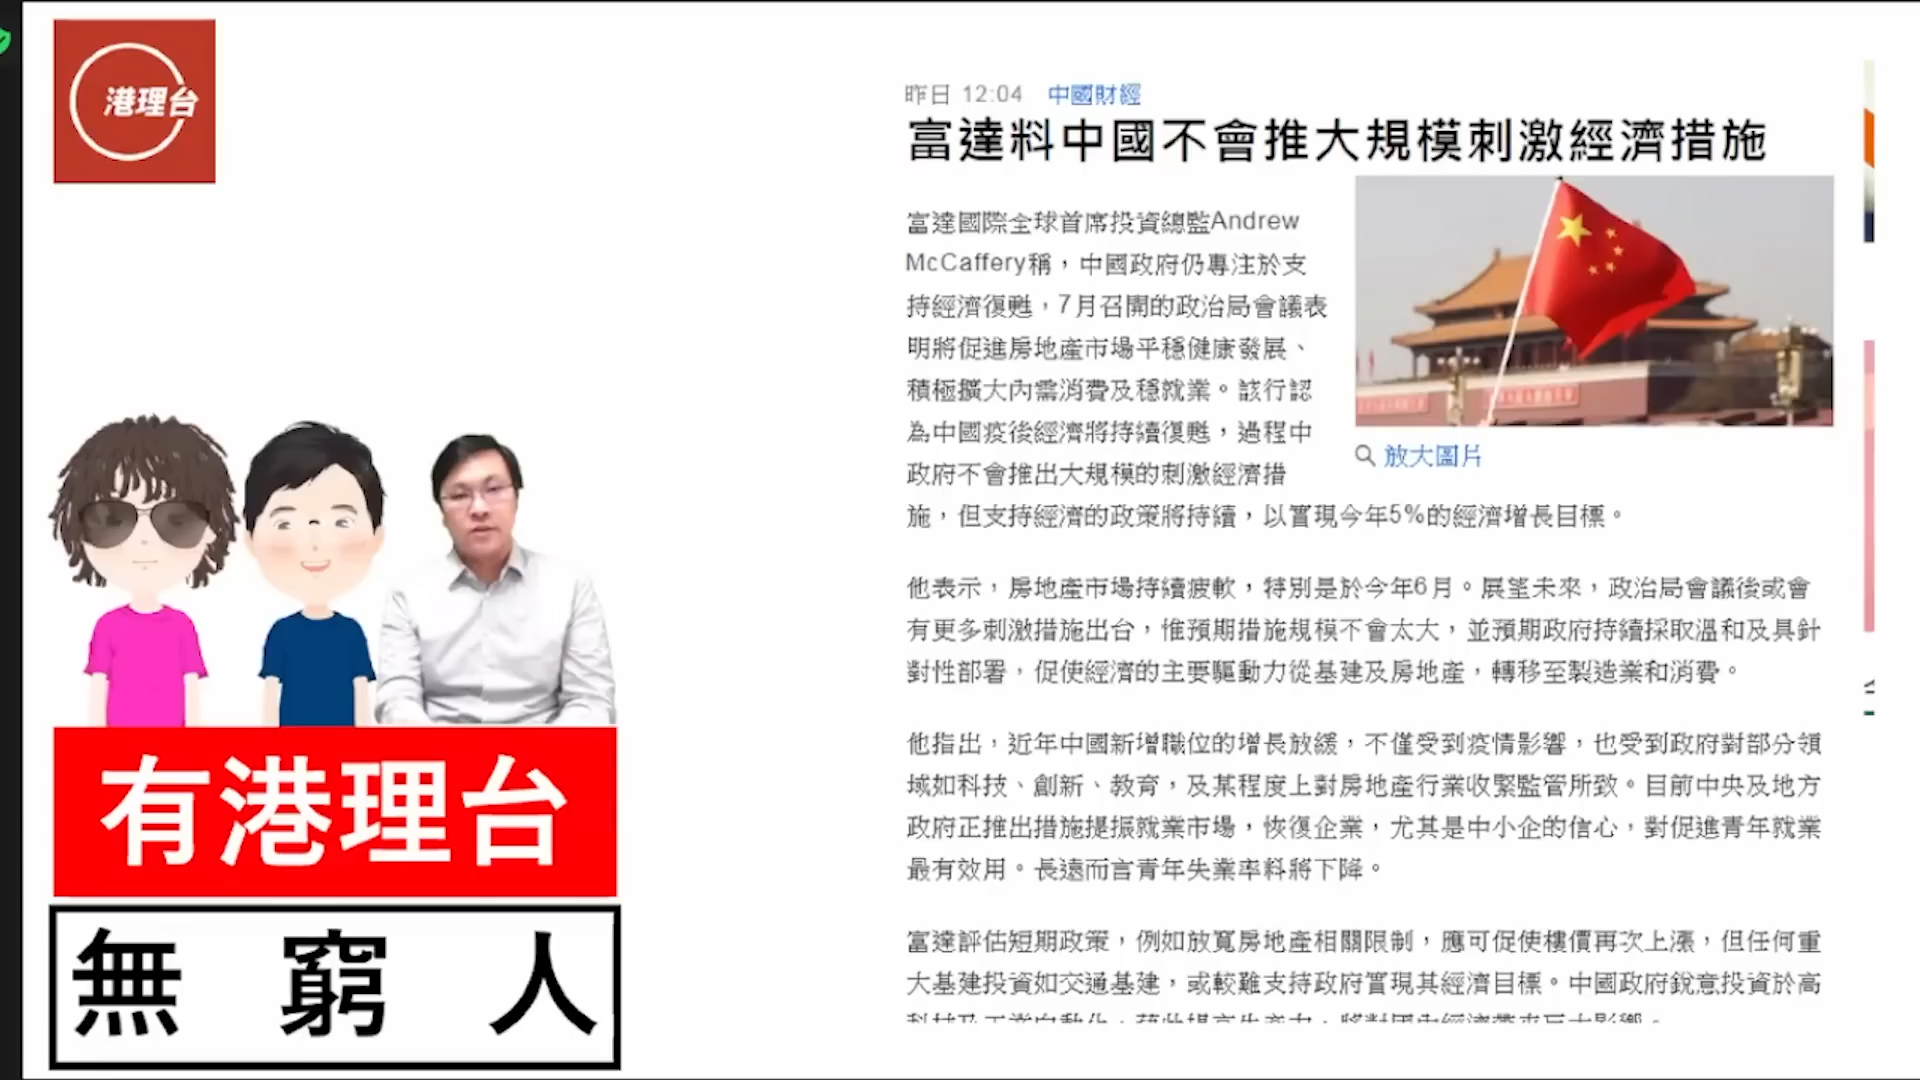 港理台
昨日 12:04 中國財經
富達料中國不會推大規模刺激經濟措施
富達國際全球首席投資總監Andrew
McCaffery稱，中國政府仍專注於支
持經濟復甦，7月召開的政治局會議表
明將促進房地產市場平穩健康發展、
積極擴大內需消費及穩就業。該行認
為中國疫後經濟將持續復甦，過程中
政府不會推出大規模的刺激經濟措
施，但支持經濟的政策將持續，以實現今年5%的經濟增長目標。
放大圖片
他表示，房地產市場持續疲軟，特別是於今年6月。展望未來，政治局會議後或會
有更多刺激措施出台，惟預期措施規模不會太大，並預期政府持續採取溫和及具針
對性部署，促使經濟的主要驅動力從基建及房地產，轉移至製造業和消費。
他指出，近年中國新增職位的增長放緩，不僅受到疫情影響，也受到政府對部分領
域如科技、創新、教育，及某程度上對房地產行業收緊監管所致。目前中央及地方
政府正推出措施提振就業市場，恢復企業，尤其是中小企的信心，對促進青年就業
最有效用。長遠而言青年失業率料將下降。
富達評估短期政策，例如放寬房地產相關限制，應可促使樓價再次上漲，但任何重
大基建投資如交通基建，或較難支持政府實現其經濟目標。中國政府銳意投資於高
有港理台
無窮人